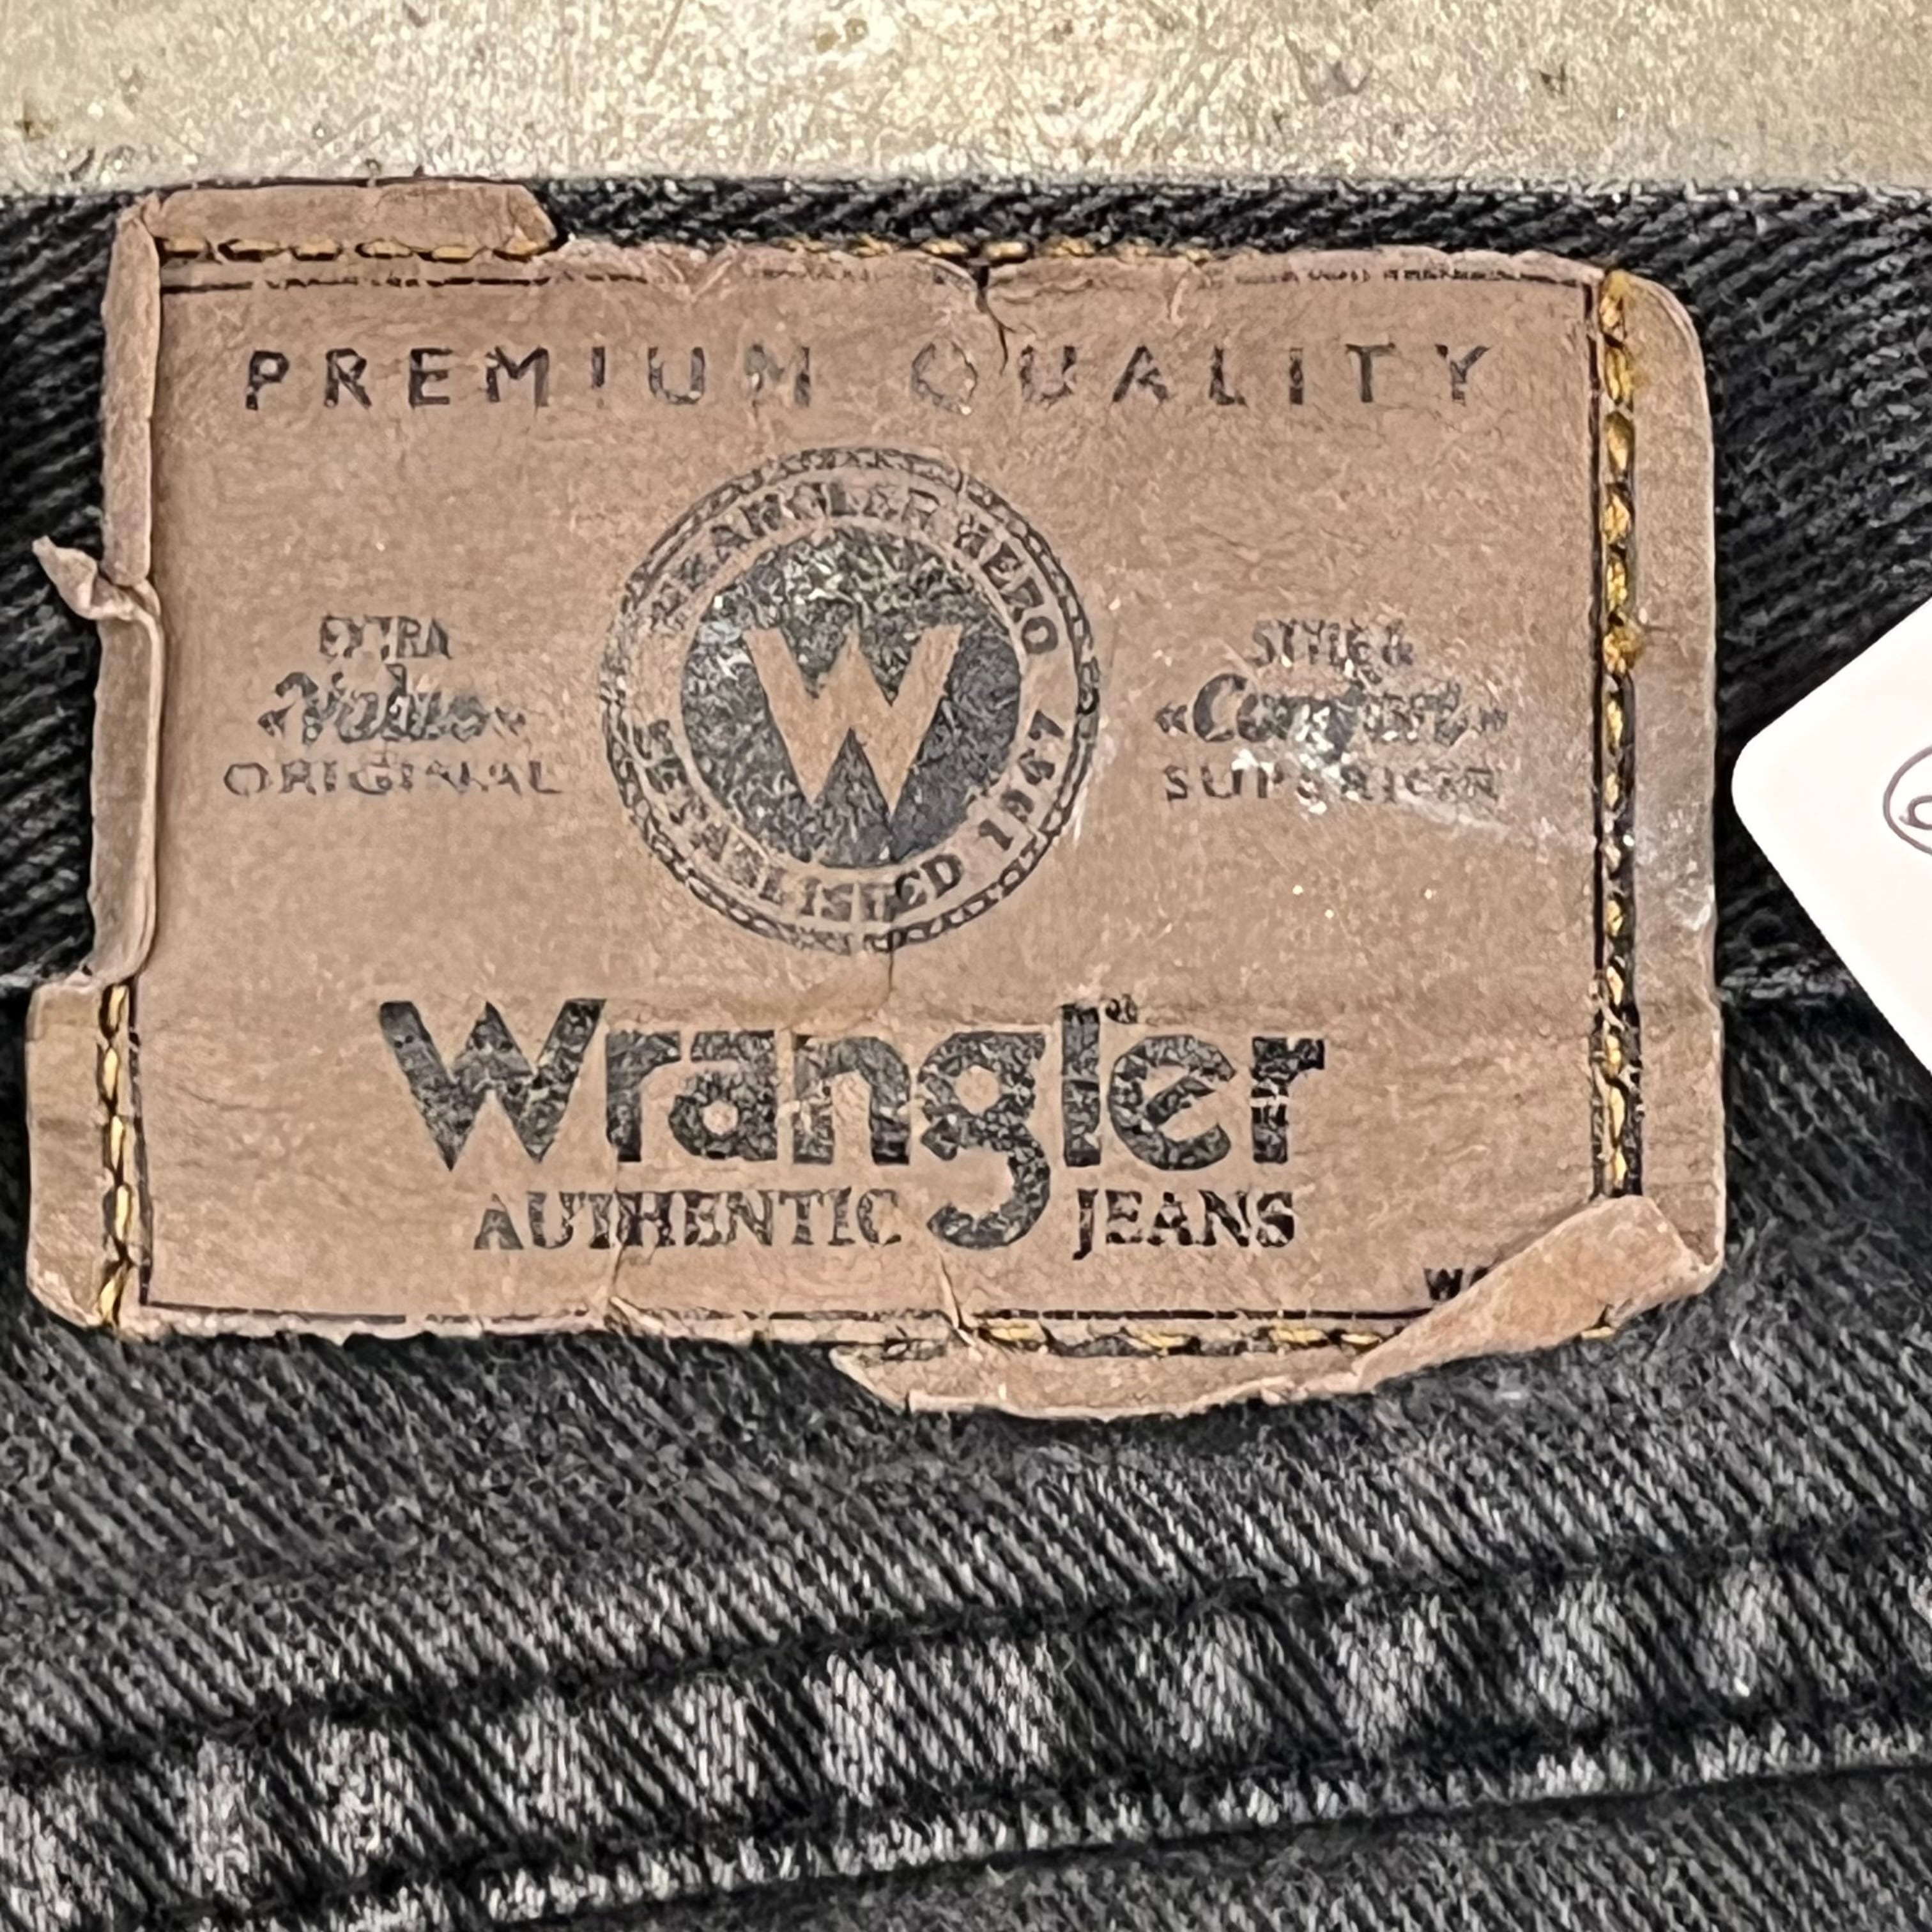 PREMIUM QUALITY
WRANGLER HERO
EXTRA
«Value»
ORIGINAL
W
STYLE &
«Comfort»
SUPERIOR
ESTABLISHED 1947
Wrangler®
AUTHENTIC JEANS